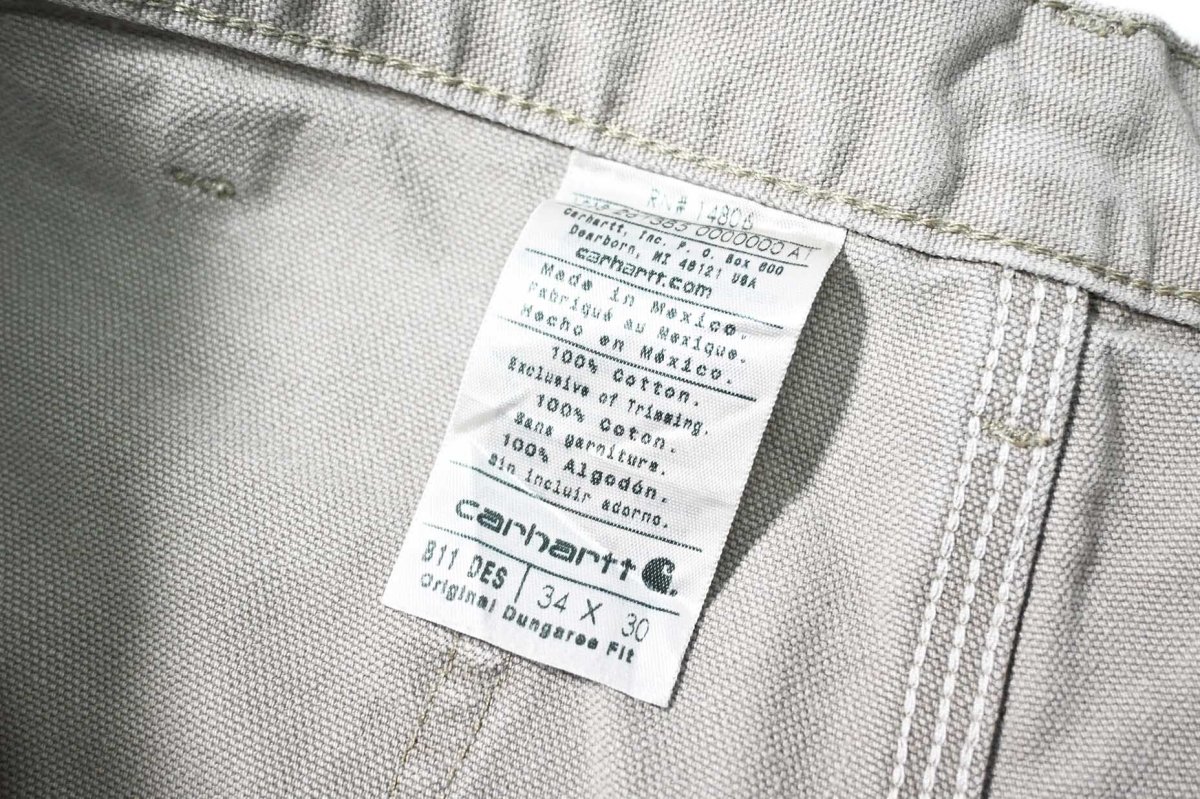 RN# 14806
0000000 AT
Carhartt, Inc. P. O. Box 600
Dearborn, MI 48121 USA
carhartt.com
Made in Mexico.
Fabriqué au Mexique.
Hecho en México.
100% Cotton.
Exclusive of Trimming.
100% Coton.
Sans garniture.
100% Algodón.
Sin incluir adorno.
carhartt
B11 DES 34 X 30
Original Dungaree Fit